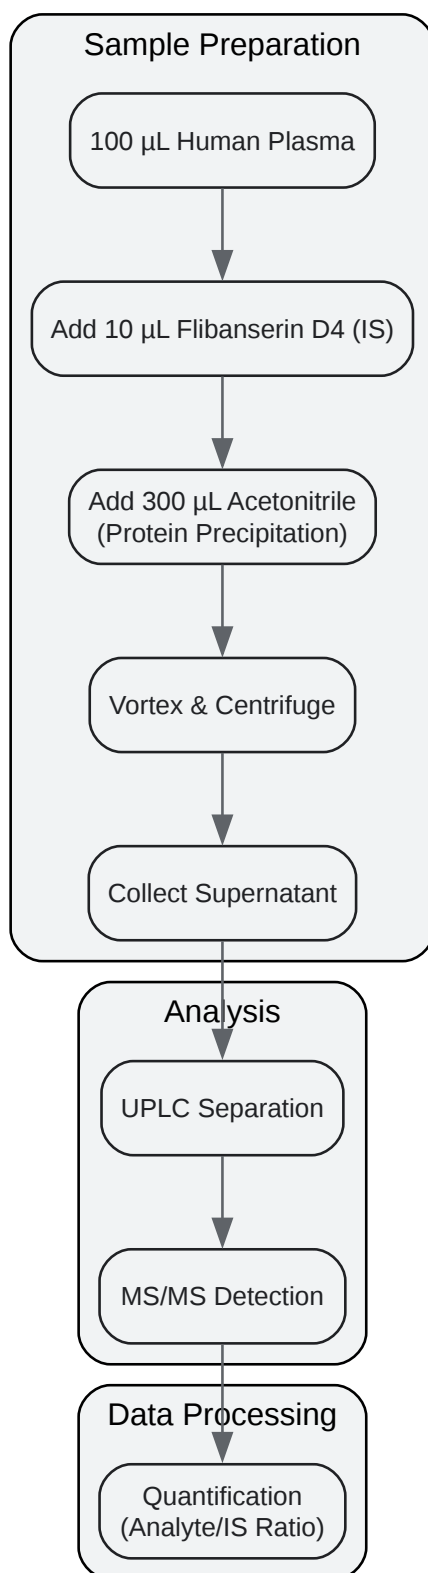 Sample Preparation
100 µL Human Plasma
Add 10 µL Flibanserin D4 (IS)
Add 300 µL Acetonitrile
(Protein Precipitation)
Vortex & Centrifuge
Collect Supernatant
Analysis
UPLC Separation
MS/MS Detection
Data Processing
Quantification
(Analyte/IS Ratio)